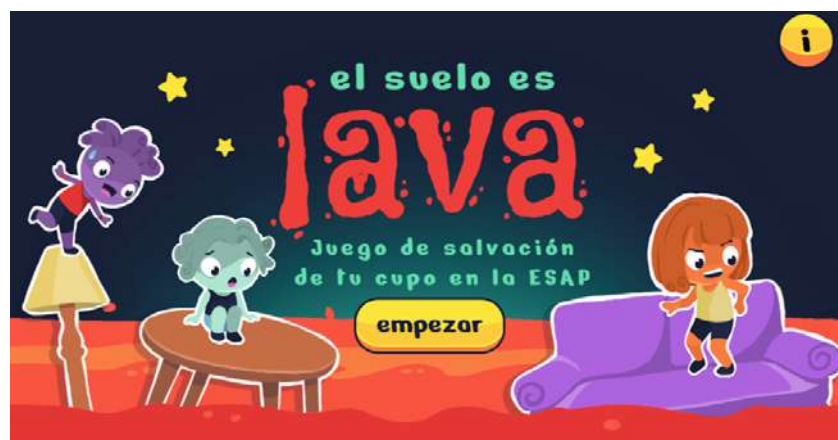 i
el suelo es
lava
Juego de salvación
de tu cupo en la ESAP
empezar